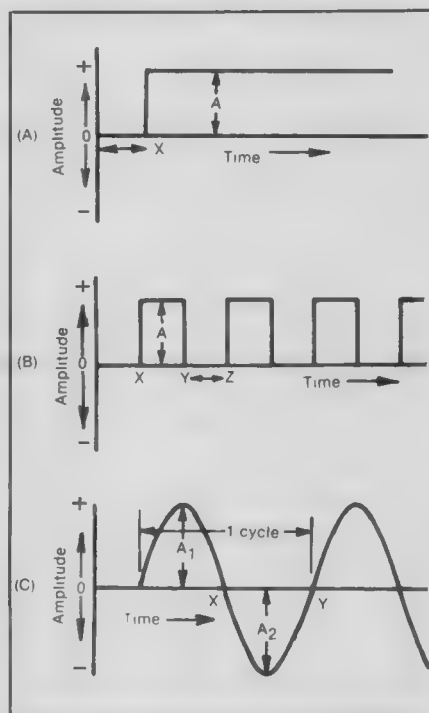 +
(A)
Amplitude
0
A
X
Time
−
+
(B)
Amplitude
0
A
X
Y
Z
Time
−
+
(C)
Amplitude
0
A1
1 cycle
X
Y
Time
A2
−